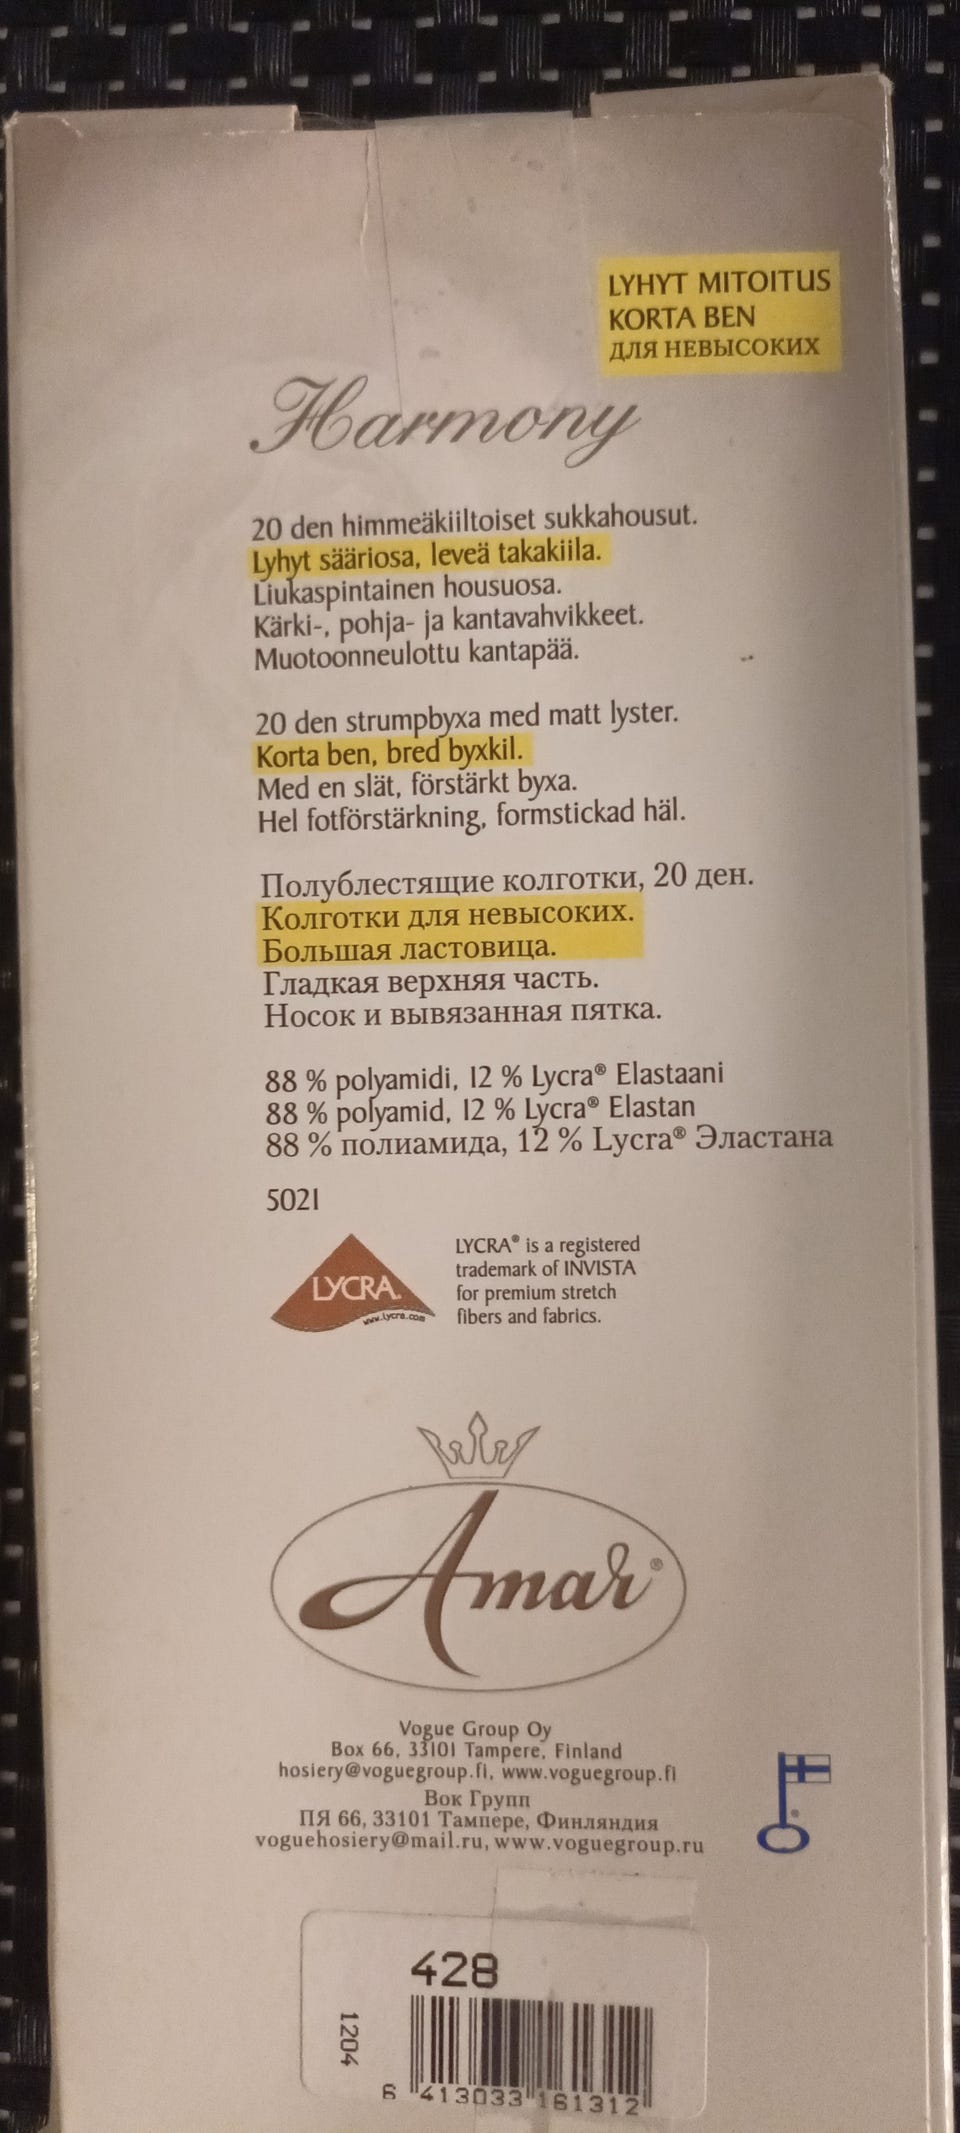 LYHYT MITOITUS
KORTA BEN
ДЛЯ НЕВЫСОКИХ
Harmony
20 den himmeäkiiltoiset sukkahousut.
Lyhyt sääriosa, leveä takakiila.
Liukaspintainen housuosa.
Kärki-, pohja- ja kantavahvikkeet.
Muotoonneulottu kantapää.
20 den strumpbyxa med matt lyster.
Korta ben, bred byxkil.
Med en slät, förstärkt byxa.
Hel fotförstärkning, formstickad häl.
Полублестящие колготки, 20 ден.
Колготки для невысоких.
Большая ластовица.
Гладкая верхняя часть.
Носок и вывязанная пятка.
88 % polyamidi, 12 % Lycra® Elastaani
88 % polyamid, 12 % Lycra® Elastan
88 % полиамида, 12 % Lycra® Эластана
5021
LYCRA® is a registered
trademark of INVISTA
for premium stretch
fibers and fabrics.
LYCRA®
www.lycra.com
Amar®
Vogue Group Oy
Box 66, 33101 Tampere, Finland
hosiery@voguegroup.fi, www.voguegroup.fi
Вок Групп
ПЯ 66, 33101 Тампере, Финляндия
voguehosiery@mail.ru, www.voguegroup.ru
428
1204
6 413033 161312